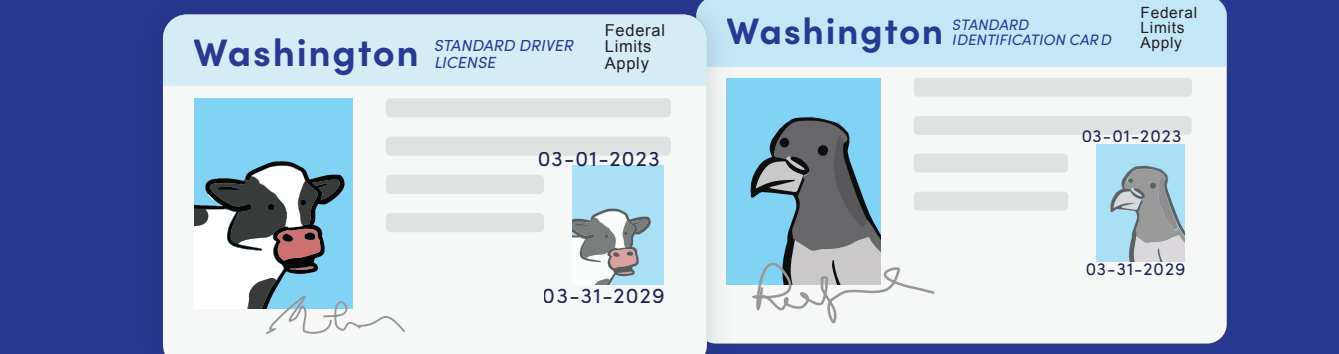 Washington
STANDARD DRIVER
LICENSE
Federal
Limits
Apply
03-01-2023
03-31-2029
Washington
STANDARD
IDENTIFICATION CARD
Federal
Limits
Apply
03-01-2023
03-31-2029